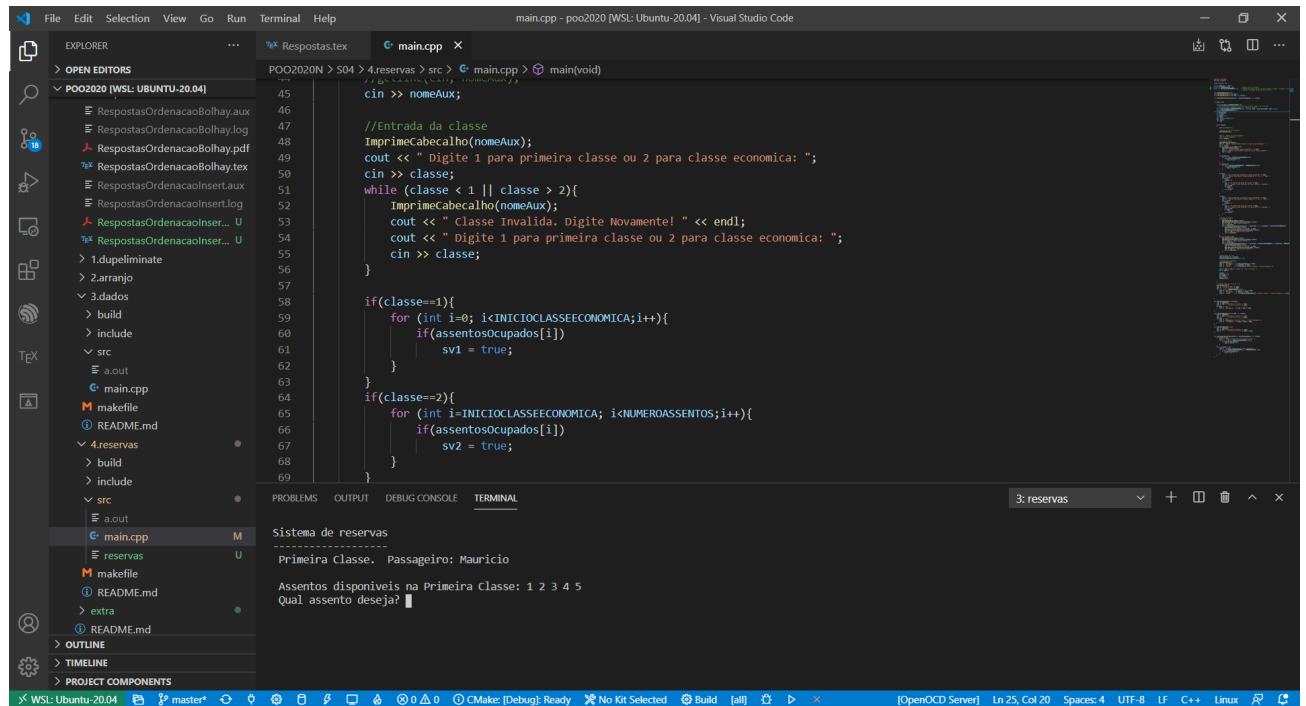 File Edit Selection View Go Run Terminal Help main.cpp - poo2020 [WSL: Ubuntu-20.04] - Visual Studio Code
EXPLORER
OPEN EDITORS
POO2020 [WSL: UBUNTU-20.04]
RespostasOrdenacaoBolhay.aux
RespostasOrdenacaoBolhay.log
RespostasOrdenacaoBolhay.pdf
RespostasOrdenacaoBolhay.tex
RespostasOrdenacaoInsert.aux
RespostasOrdenacaoInsert.log
RespostasOrdenacaoInser... U
RespostasOrdenacaoInser... U
1.dupeliminate
2.arranjo
3.dados
build
include
src
a.out
main.cpp
makefile
README.md
4.reservas
build
include
src
a.out
main.cpp M
reservas U
makefile
README.md
extra
README.md
OUTLINE
TIMELINE
PROJECT COMPONENTS
18
TEX
Respostas.tex main.cpp
POO2020N > S04 > 4.reservas > src > main.cpp > main(void)
44 //getline(cin, nomeAux);
45 cin >> nomeAux;
46
47 //Entrada da classe
48 ImprimeCabecalho(nomeAux);
49 cout << " Digite 1 para primeira classe ou 2 para classe economica: ";
50 cin >> classe;
51 while (classe < 1 || classe > 2){
52 ImprimeCabecalho(nomeAux);
53 cout << " Classe Invalida. Digite Novamente! " << endl;
54 cout << " Digite 1 para primeira classe ou 2 para classe economica: ";
55 cin >> classe;
56 }
57
58 if(classe==1){
59 for (int i=0; i<INICIOCLASSEECONOMICA;i++){
60 if(assentosOcupados[i])
61 sv1 = true;
62 }
63 }
64 if(classe==2){
65 for (int i=INICIOCLASSEECONOMICA; i<NUMEROASSENTOS;i++){
66 if(assentosOcupados[i])
67 sv2 = true;
68 }
69 }
PROBLEMS OUTPUT DEBUG CONSOLE TERMINAL 3: reservas
Sistema de reservas
-------------------
Primeira Classe. Passageiro: Mauricio
Assentos disponiveis na Primeira Classe: 1 2 3 4 5
Qual assento deseja?
WSL: Ubuntu-20.04 master* 0 0 CMake: [Debug]: Ready No Kit Selected Build [all] [OpenOCD Server] Ln 25, Col 20 Spaces: 4 UTF-8 LF C++ Linux